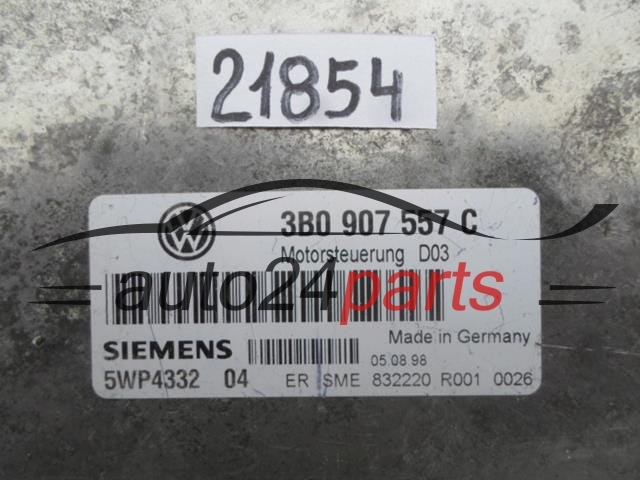 21854
3B0 907 557 C
Motorsteuerung D03
auto24parts
Made in Germany
SIEMENS
05.08.98
5WP4332 04 ER SME 832220 R001 0026